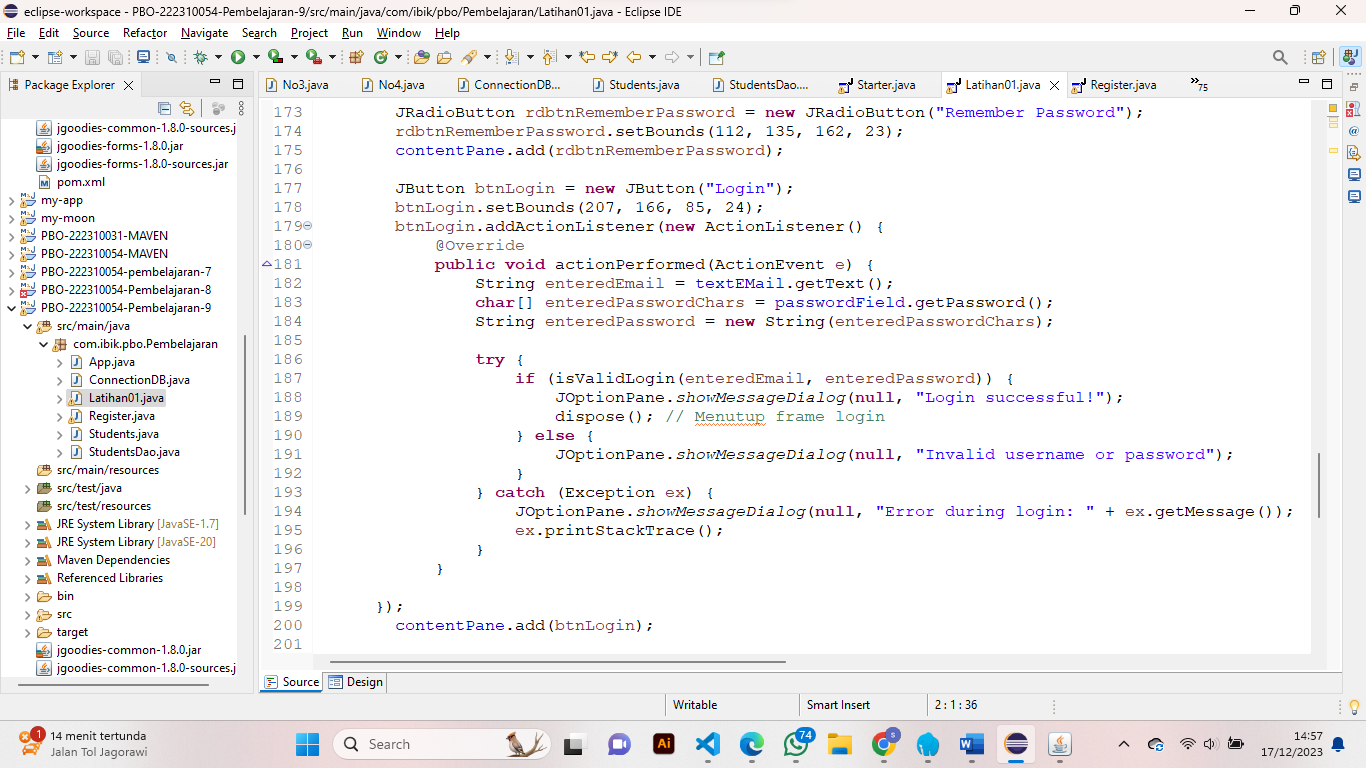 eclipse-workspace - PBO-222310054-Pembelajaran-9/src/main/java/com/ibik/pbo/Pembelajaran/Latihan01.java - Eclipse IDE
File Edit Source Refactor Navigate Search Project Run Window Help
Package Explorer
No3.java No4.java ConnectionDB... Students.java StudentsDao.... Starter.java Latihan01.java Register.java 75
jgoodies-common-1.8.0-sources.j
jgoodies-forms-1.8.0.jar
jgoodies-forms-1.8.0-sources.jar
pom.xml
my-app
my-moon
PBO-222310031-MAVEN
PBO-222310054-MAVEN
PBO-222310054-pembelajaran-7
PBO-222310054-Pembelajaran-8
PBO-222310054-Pembelajaran-9
src/main/java
com.ibik.pbo.Pembelajaran
App.java
ConnectionDB.java
Latihan01.java
Register.java
Students.java
StudentsDao.java
src/main/resources
src/test/java
src/test/resources
JRE System Library [JavaSE-1.7]
JRE System Library [JavaSE-20]
Maven Dependencies
Referenced Libraries
bin
src
target
jgoodies-common-1.8.0.jar
jgoodies-common-1.8.0-sources.j
173 JRadioButton rdbtnRememberPassword = new JRadioButton("Remember Password");
174 rdbtnRememberPassword.setBounds(112, 135, 162, 23);
175 contentPane.add(rdbtnRememberPassword);
176
177 JButton btnLogin = new JButton("Login");
178 btnLogin.setBounds(207, 166, 85, 24);
179 btnLogin.addActionListener(new ActionListener() {
180 @Override
181 public void actionPerformed(ActionEvent e) {
182 String enteredEmail = textEMail.getText();
183 char[] enteredPasswordChars = passwordField.getPassword();
184 String enteredPassword = new String(enteredPasswordChars);
185
186 try {
187 if (isValidLogin(enteredEmail, enteredPassword)) {
188 JOptionPane.showMessageDialog(null, "Login successful!");
189 dispose(); // Menutup frame login
190 } else {
191 JOptionPane.showMessageDialog(null, "Invalid username or password");
192 }
193 } catch (Exception ex) {
194 JOptionPane.showMessageDialog(null, "Error during login: " + ex.getMessage());
195 ex.printStackTrace();
196 }
197 }
198
199 });
200 contentPane.add(btnLogin);
201
Source Design
Writable Smart Insert 2 : 1 : 36
1 14 menit tertunda
Jalan Tol Jagorawi
Search
Ai
74
s
W
14:57
17/12/2023